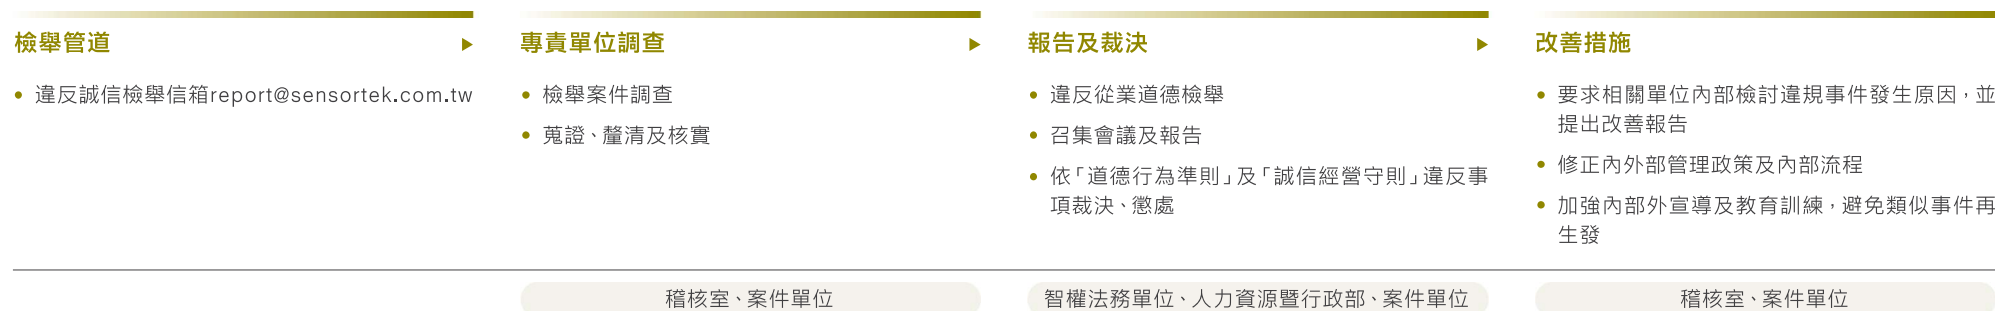 檢舉管道
• 違反誠信檢舉信箱report@sensortek.com.tw
專責單位調查
• 檢舉案件調查
• 蒐證、釐清及核實
報告及裁決
• 違反從業道德檢舉
• 召集會議及報告
• 依「道德行為準則」及「誠信經營守則」違反事
項裁決、懲處
改善措施
• 要求相關單位內部檢討違規事件發生原因，並
提出改善報告
• 修正內外部管理政策及內部流程
• 加強內部外宣導及教育訓練，避免類似事件再
生發
稽核室、案件單位
智權法務單位、人力資源暨行政部、案件單位
稽核室、案件單位